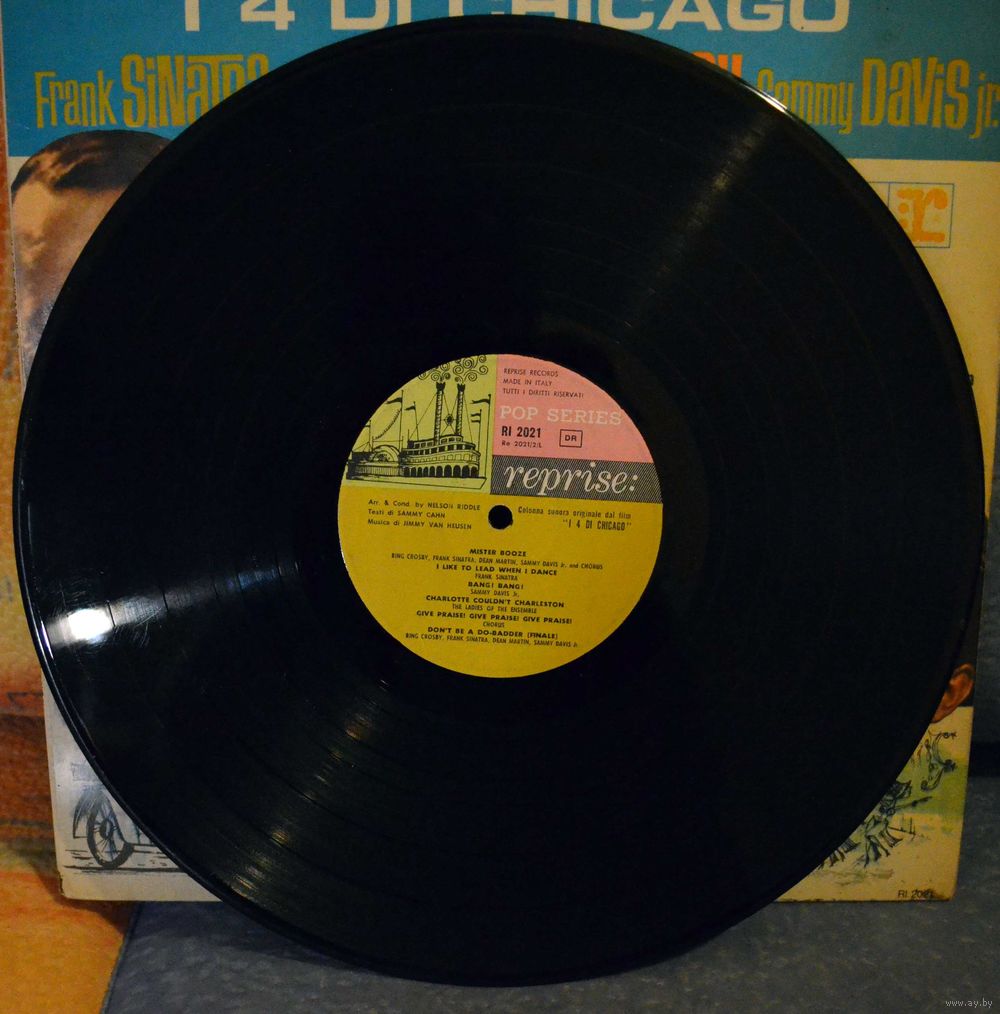 I 4 DI CHICAGO
Frank SiNATRA
Sammy DAViS jr.
r:
REPRISE RECORDS
MADE IN ITALY
TUTTI I DIRITTI RISERVATI
POP SERIES
RI 2021 DR
Re 2021/2/L
reprise:
Arr. & Cond. by NELSON RIDDLE
Testi di SAMMY CAHN
Musica di JIMMY VAN HEUSEN
Colonna sonora originale dal film
"I 4 DI CHICAGO"
MISTER BOOZE
BING CROSBY, FRANK SINATRA, DEAN MARTIN, SAMMY DAVIS Jr. and CHORUS
I LIKE TO LEAD WHEN I DANCE
FRANK SINATRA
BANG! BANG!
SAMMY DAVIS Jr.
CHARLOTTE COULDN'T CHARLESTON
THE LADIES OF THE ENSEMBLE
GIVE PRAISE! GIVE PRAISE! GIVE PRAISE!
CHORUS
DON'T BE A DO-BADDER (FINALE)
BING CROSBY, FRANK SINATRA, DEAN MARTIN, SAMMY DAVIS Jr.
RI 2021
www.ay.by